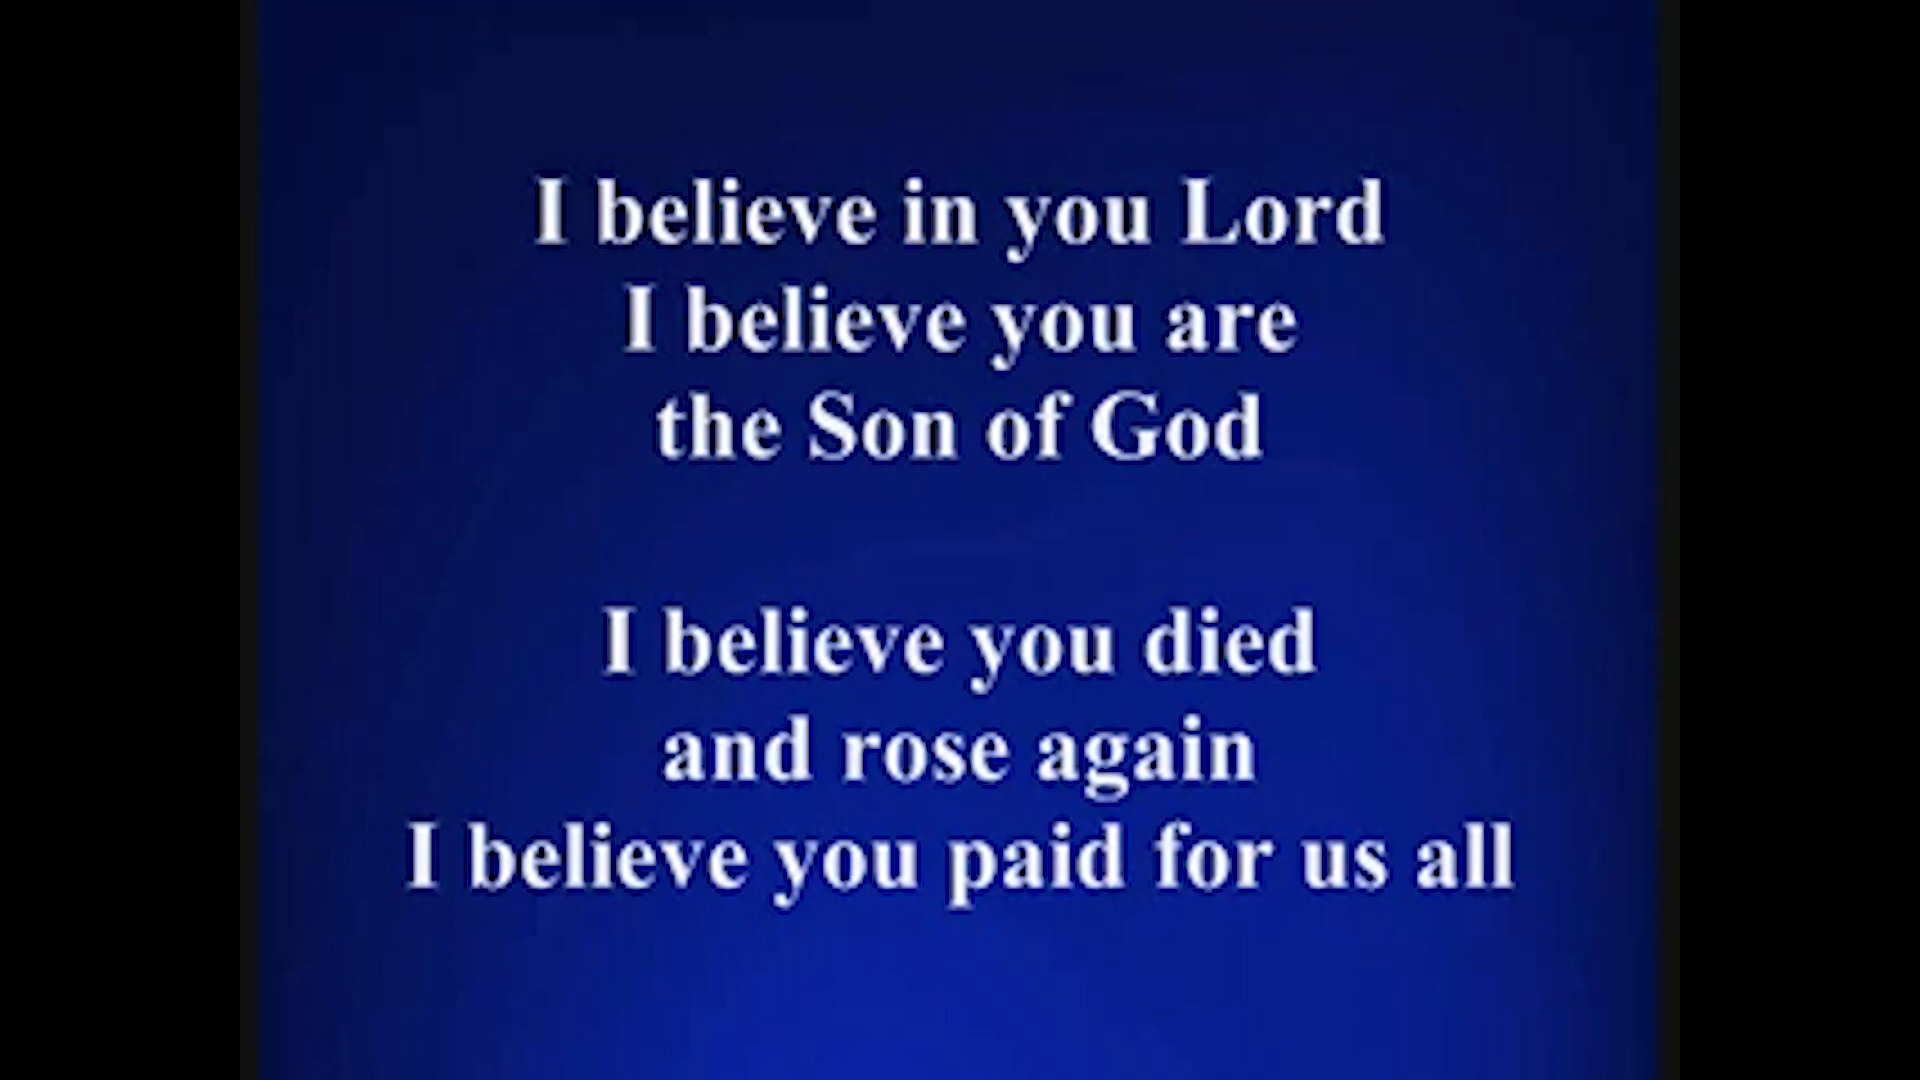 I believe in you Lord
I believe you are
the Son of God
I believe you died
and rose again
I believe you paid for us all